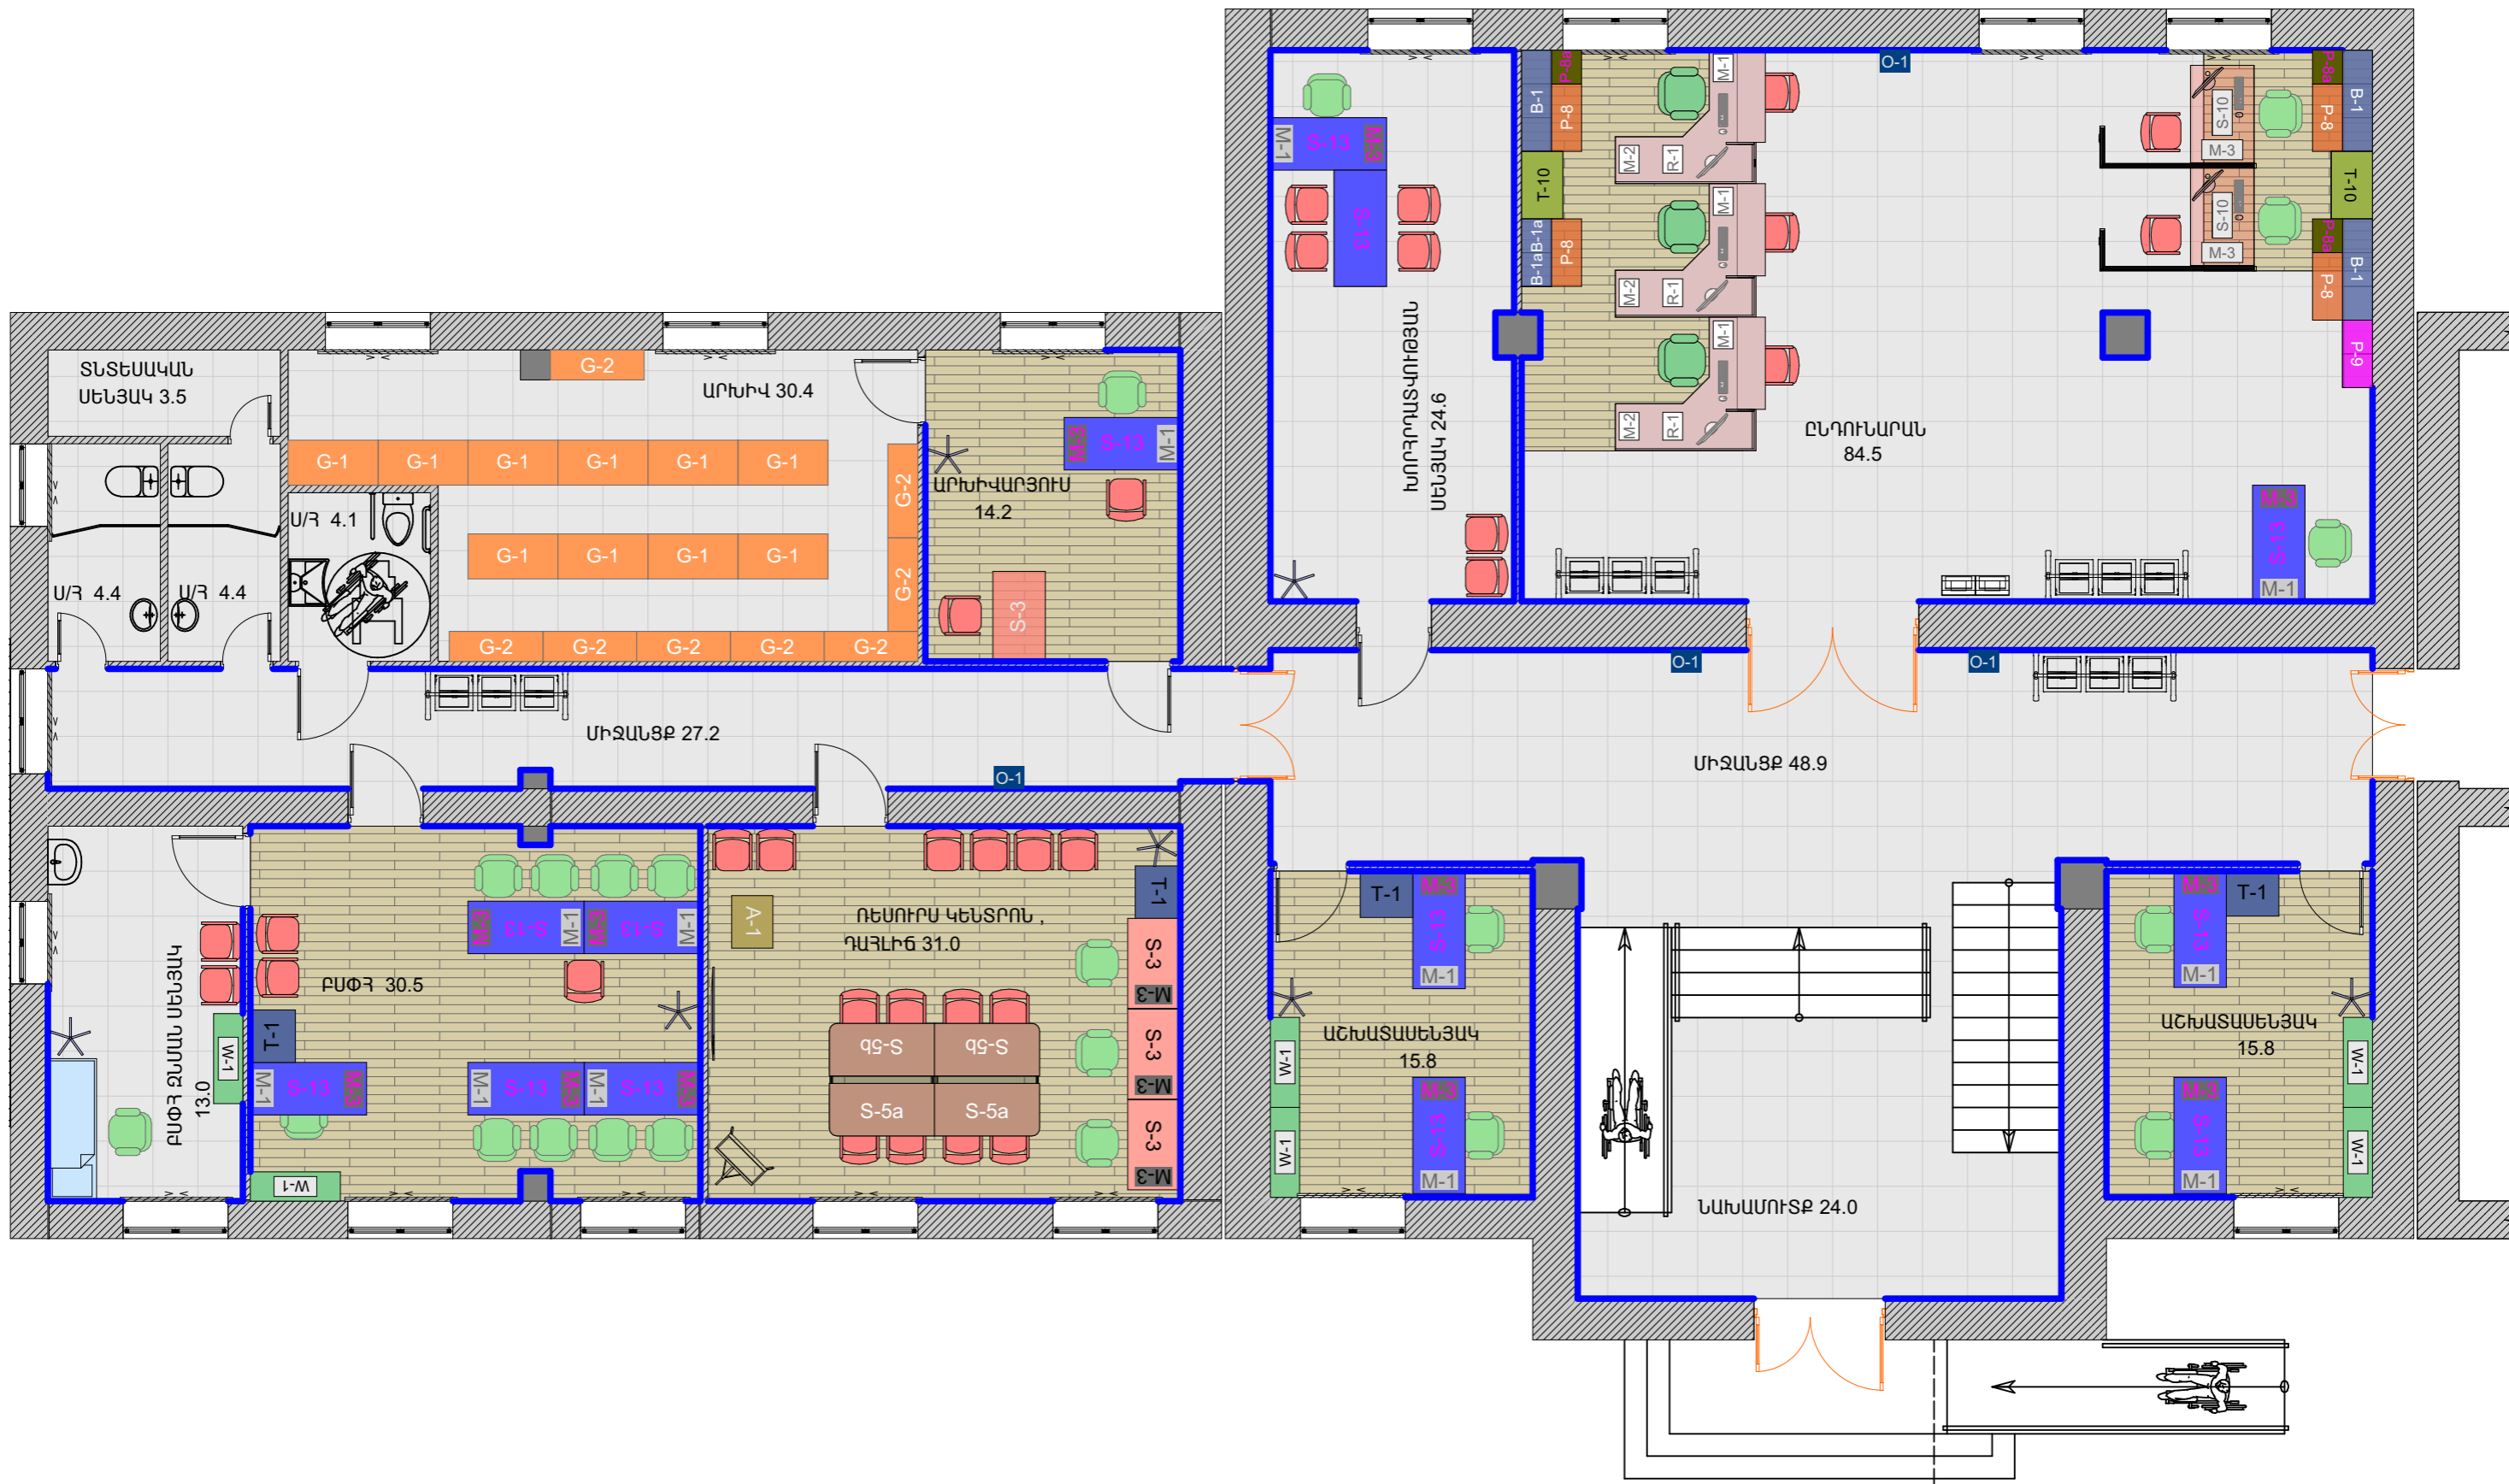 ՏՆՏԵՍԱԿԱՆ
ՍԵՆՅԱԿ 3.5
G-2
ԱՐԽԻՎ 30.4
G-1
G-1
G-1
G-1
G-1
G-1
G-2
G-2
Ս/Հ 4.1
G-1
G-1
G-1
G-1
Ս/Հ 4.4
Ս/Հ 4.4
G-2
G-2
G-2
G-2
G-2
M-3
S-13
M-1
ԱՐԽԻՎԱՐՅՈՒՍ
14.2
S-3
M-1
S-13
M-3
S-13
ԽՈՐՀՐԴԱՏՎՈՒԹՅԱՆ
ՍԵՆՅԱԿ 24.6
B-1
P-8a
P-8
T-10
B-1a
B-1a
P-8
M-1
M-2
R-1
M-1
M-2
R-1
M-1
M-2
R-1
O-1
S-10
M-3
S-10
M-3
P-8a
P-8
B-1
T-10
P-8a
P-8
B-1
P-9
ԸՆԴՈՒՆԱՐԱՆ
84.5
M-3
S-13
M-1
O-1
O-1
ՄԻՋԱՆՑՔ 27.2
O-1
ՄԻՋԱՆՑՔ 48.9
ԲՍՓՀ ԶՆՄԱՆ ՍԵՆՅԱԿ
13.0
W-1
M-3
S-13
M-1
M-3
S-13
M-1
ԲՍՓՀ 30.5
T-1
M-1
S-13
M-3
M-1
S-13
M-3
M-1
S-13
M-3
W-1
A-1
ՌԵՍՈՒՐՍ ԿԵՆՏՐՈՆ ,
ԴԱՀԼԻՃ 31.0
T-1
S-3
M-3
S-3
M-3
S-3
M-3
S-5b
S-5b
S-5a
S-5a
T-1
M-3
S-13
M-1
ԱՇԽԱՏԱՍԵՆՅԱԿ
15.8
W-1
W-1
M-3
S-13
M-1
ՆԱԽԱՄՈՒՏՔ 24.0
M-3
S-13
M-1
T-1
ԱՇԽԱՏԱՍԵՆՅԱԿ
15.8
W-1
W-1
M-3
S-13
M-1